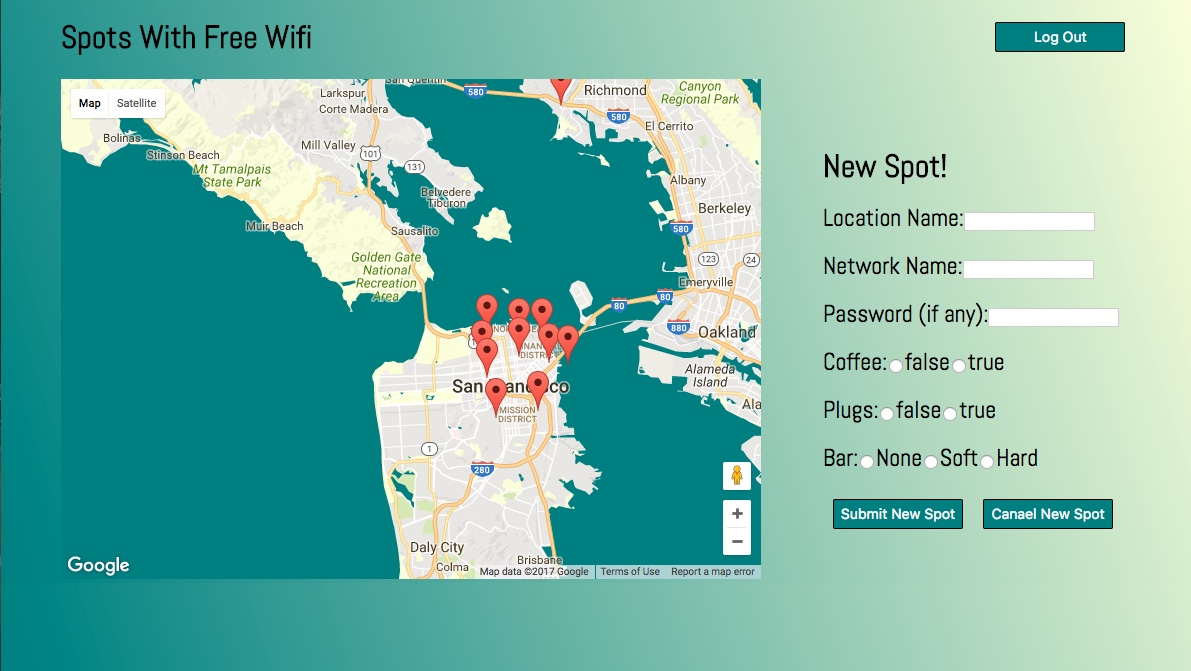 Spots With Free Wifi
Log Out
Map Satellite
San Quentin
580
Richmond
Canyon
Regional Park
Larkspur
Corte Madera
580
El Cerrito
Bolinas
Mill Valley
101
Stinson Beach
Mt Tamalpais
State Park
131
Albany
Belvedere
Tiburon
Berkeley
Muir Beach
Sausalito
580
Golden Gate
National
Recreation
Area
123
24
Emeryville
80
80
880
Oakland
DISTRICT
Alameda
Island
San Francisco
MISSION
DISTRICT
1
280
Daly City
Colma
Brisbane
Google
Map data ©2017 Google
Terms of Use
Report a map error
New Spot!
Location Name:
Network Name:
Password (if any):
Coffee: false true
Plugs: false true
Bar: None Soft Hard
Submit New Spot
Canael New Spot